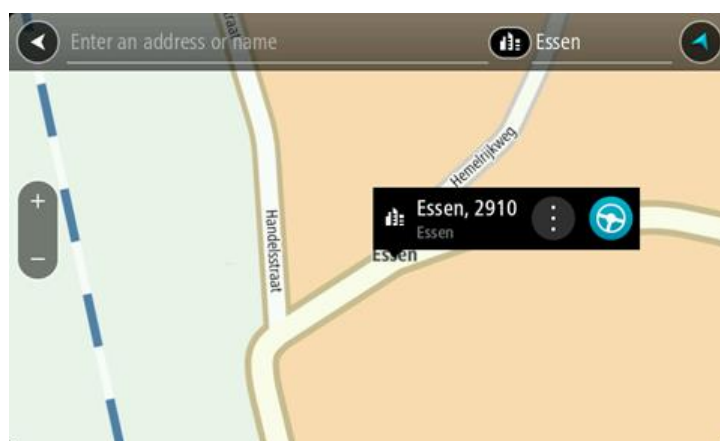 Enter an address or name
Essen
Hemelrijkweg
Essen, 2910
Essen
Essen
Handelsstraat
+
−